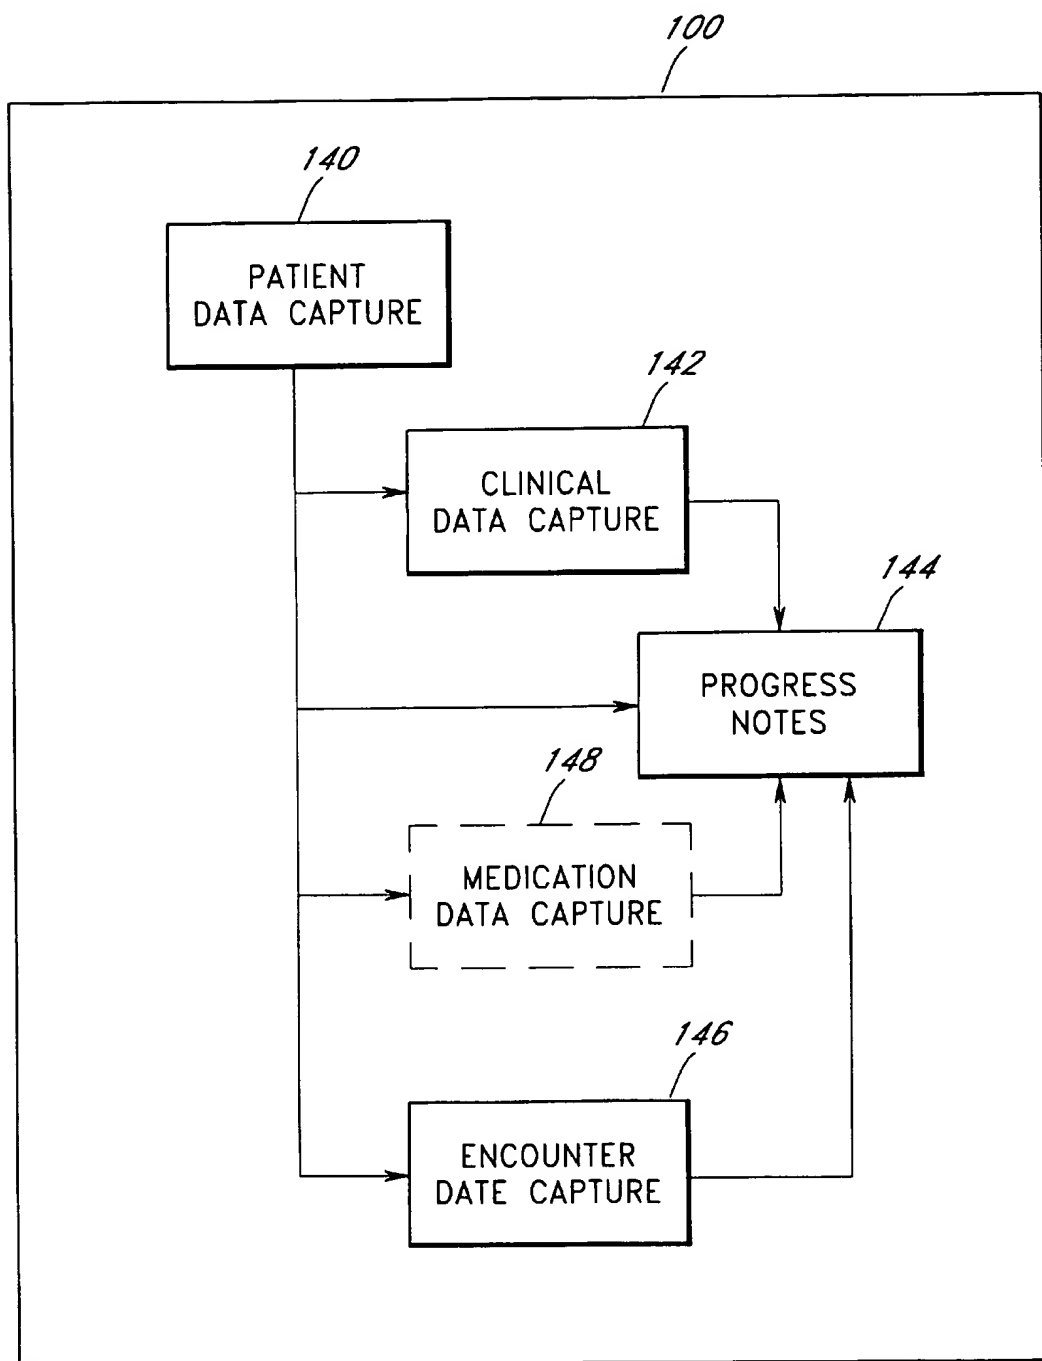 100
140
PATIENT
DATA CAPTURE
142
CLINICAL
DATA CAPTURE
144
PROGRESS
NOTES
148
MEDICATION
DATA CAPTURE
146
ENCOUNTER
DATE CAPTURE